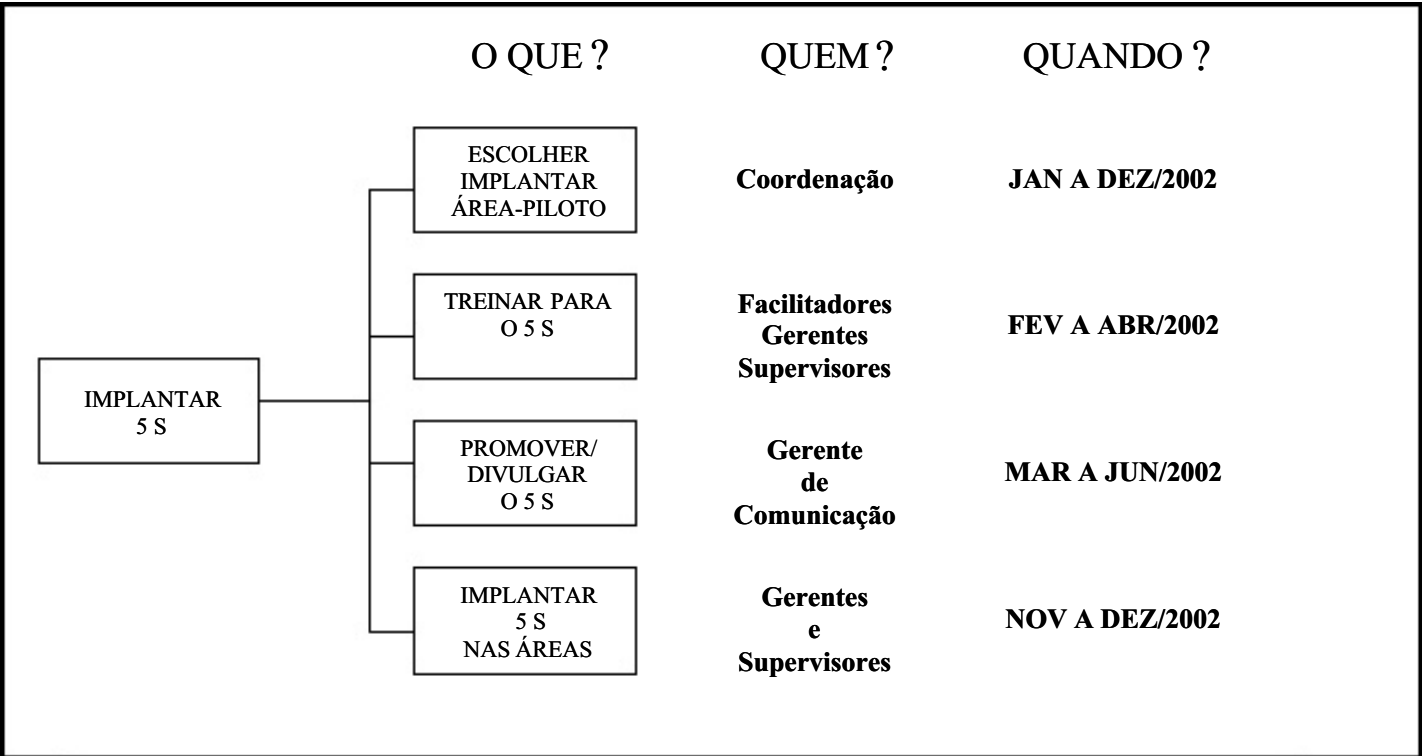 O QUE ? QUEM ? QUANDO ?
ESCOLHER
IMPLANTAR
ÁREA-PILOTO
Coordenação
JAN A DEZ/2002
TREINAR PARA
O 5 S
Facilitadores
Gerentes
Supervisores
FEV A ABR/2002
IMPLANTAR
5 S
PROMOVER/
DIVULGAR
O 5 S
Gerente
de
Comunicação
MAR A JUN/2002
IMPLANTAR
5 S
NAS ÁREAS
Gerentes
e
Supervisores
NOV A DEZ/2002